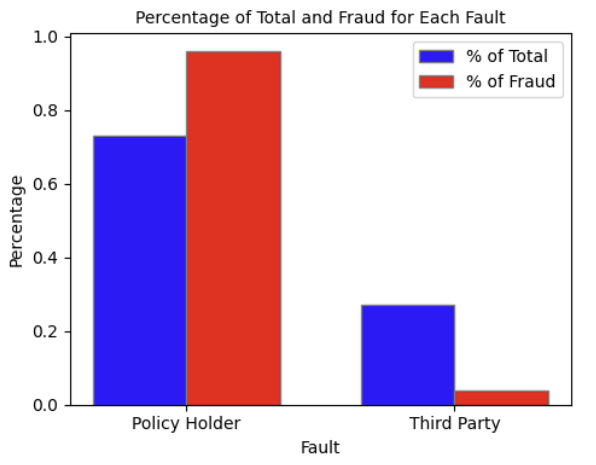 Percentage of Total and Fraud for Each Fault
% of Total
% of Fraud
Percentage
1.0
0.8
0.6
0.4
0.2
0.0
Policy Holder
Third Party
Fault